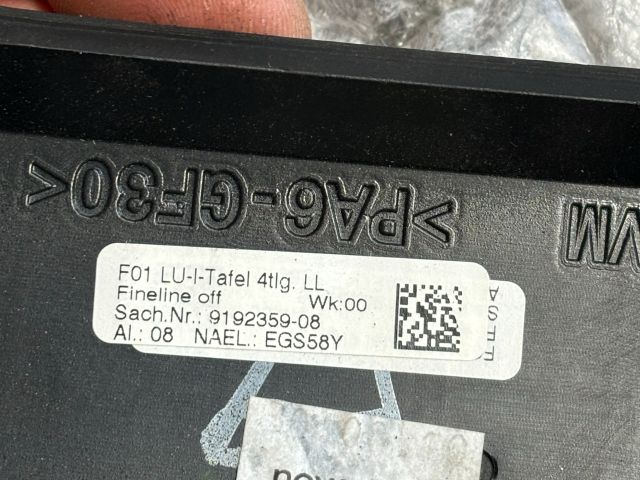 >PA6-GF30<
F01 LU-I-Tafel 4tlg. LL
Fineline off Wk:00
Sach.Nr.: 9192359-08
Al.: 08 NAEL.: EGS58Y